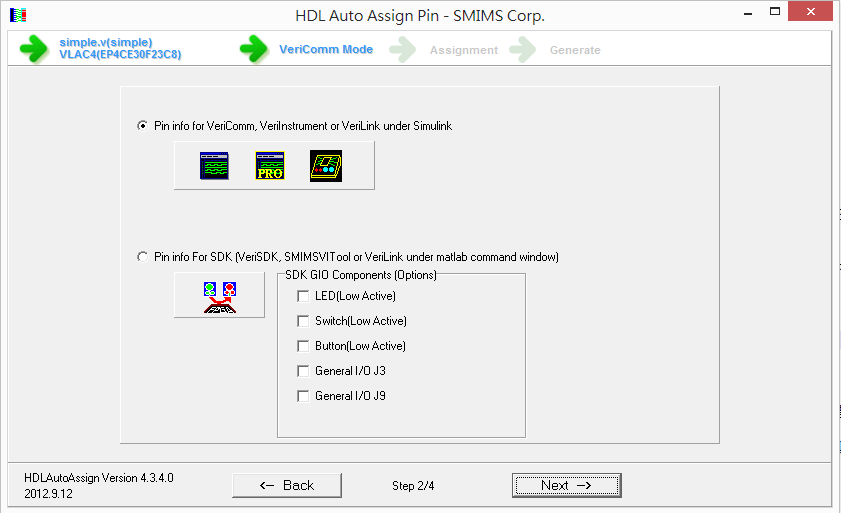 HDL Auto Assign Pin - SMIMS Corp.
simple.v(simple)
VLAC4(EP4CE30F23C8)
VeriComm Mode
Assignment
Generate
Pin info for VeriComm, VeriInstrument or VeriLink under Simulink
PRO
Pin info For SDK (VeriSDK, SMIMSVITool or VeriLink under matlab command window)
SDK GIO Components (Options)
LED(Low Active)
Switch(Low Active)
Button(Low Active)
General I/O J3
General I/O J9
HDLAutoAssign Version 4.3.4.0
2012.9.12
<-- Back
Step 2/4
Next -->